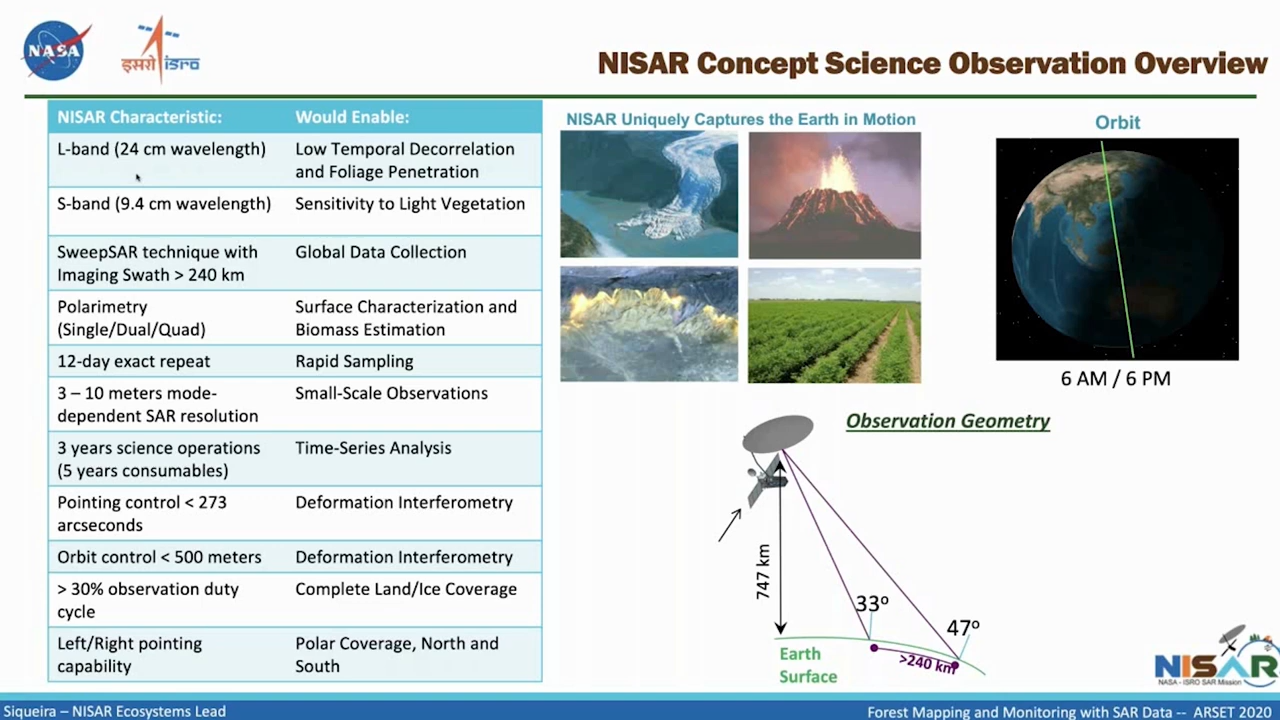 NASA
इसरो isro
NISAR Concept Science Observation Overview
NISAR Characteristic: Would Enable:
L-band (24 cm wavelength) Low Temporal Decorrelation
and Foliage Penetration
S-band (9.4 cm wavelength) Sensitivity to Light Vegetation
SweepSAR technique with Global Data Collection
Imaging Swath > 240 km
Polarimetry Surface Characterization and
(Single/Dual/Quad) Biomass Estimation
12-day exact repeat Rapid Sampling
3 – 10 meters mode- Small-Scale Observations
dependent SAR resolution
3 years science operations Time-Series Analysis
(5 years consumables)
Pointing control < 273 Deformation Interferometry
arcseconds
Orbit control < 500 meters Deformation Interferometry
> 30% observation duty Complete Land/Ice Coverage
cycle
Left/Right pointing Polar Coverage, North and
capability South
NISAR Uniquely Captures the Earth in Motion
Orbit
6 AM / 6 PM
Observation Geometry
747 km
33º
47º
>240 km
Earth
Surface
NISAR
NASA - ISRO SAR Mission
Siqueira – NISAR Ecosystems Lead
Forest Mapping and Monitoring with SAR Data -- ARSET 2020